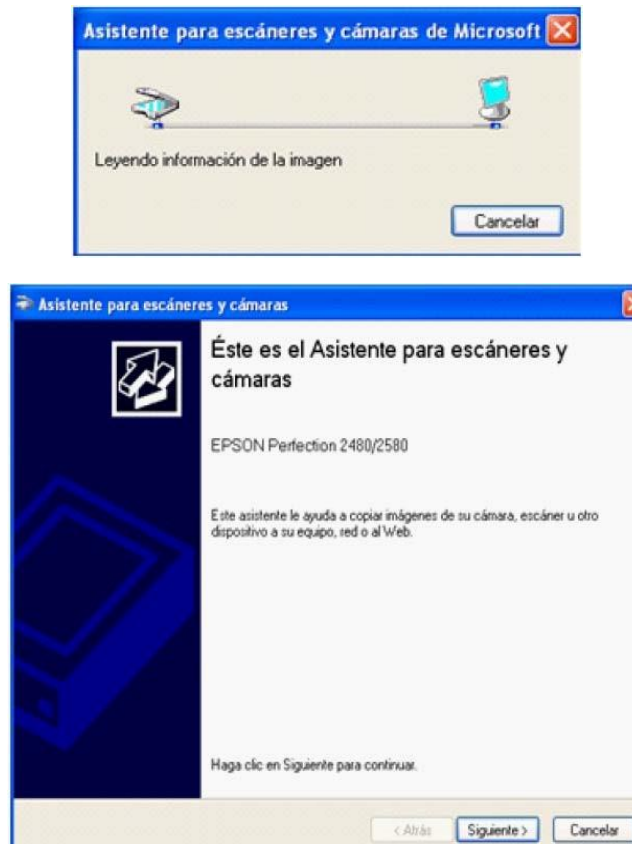 Asistente para escáneres y cámaras de Microsoft
Leyendo información de la imagen
Cancelar
Asistente para escáneres y cámaras
Éste es el Asistente para escáneres y
cámaras
EPSON Perfection 2480/2580
Este asistente le ayuda a copiar imágenes de su cámara, escáner u otro
dispositivo a su equipo, red o al Web.
Haga clic en Siguiente para continuar.
< Atrás Siguiente > Cancelar